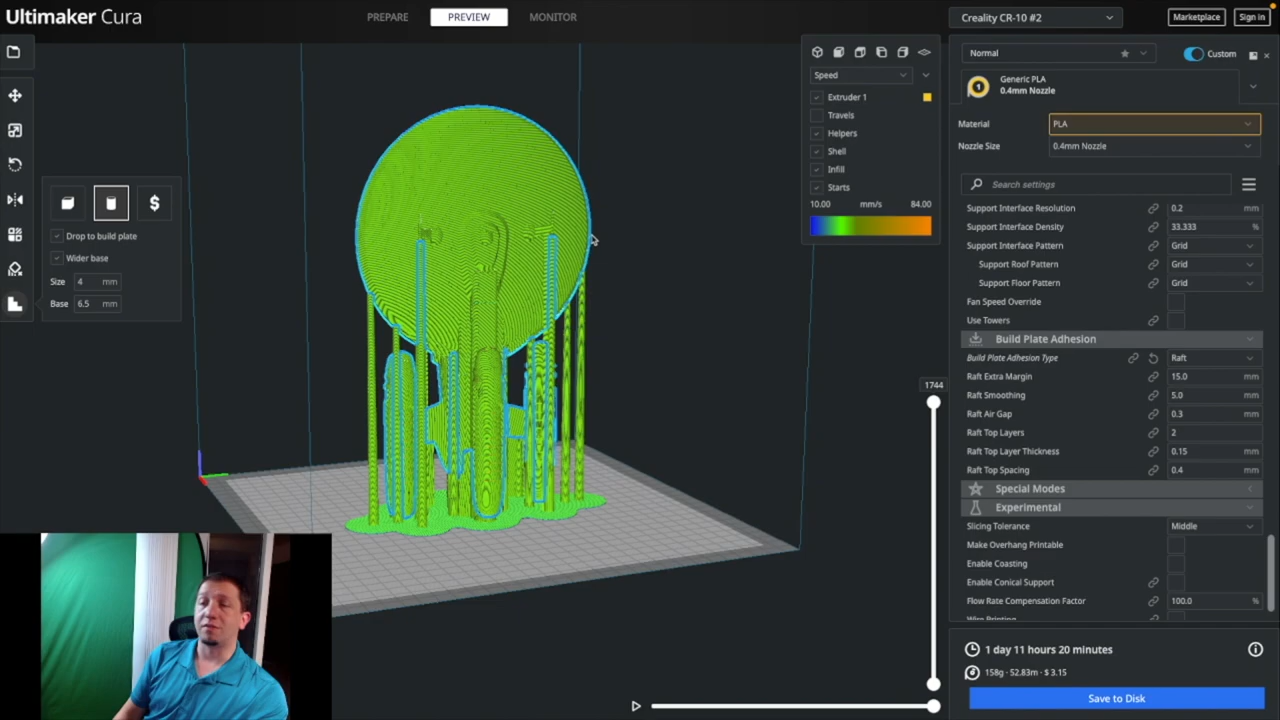 Ultimaker Cura
PREPARE
PREVIEW
MONITOR
Creality CR-10 #2
Marketplace
Sign in
Speed
Extruder 1
Travels
Helpers
Shell
Infill
Starts
10.00 mm/s 84.00
Drop to build plate
Wider base
Size 4 mm
Base 6.5 mm
1744
Normal
Custom
1
Generic PLA
0.4mm Nozzle
Material PLA
Nozzle Size 0.4mm Nozzle
Search settings
Support Interface Resolution 0.2 mm
Support Interface Density 33.333 %
Support Interface Pattern Grid
Support Roof Pattern Grid
Support Floor Pattern Grid
Fan Speed Override
Use Towers
Build Plate Adhesion
Build Plate Adhesion Type Raft
Raft Extra Margin 15.0 mm
Raft Smoothing 5.0 mm
Raft Air Gap 0.3 mm
Raft Top Layers 2
Raft Top Layer Thickness 0.15 mm
Raft Top Spacing 0.4 mm
Special Modes
Experimental
Slicing Tolerance Middle
Make Overhang Printable
Enable Coasting
Enable Conical Support
Flow Rate Compensation Factor 100.0 %
Wire Printing
1 day 11 hours 20 minutes
158g · 52.83m · $ 3.15
Save to Disk